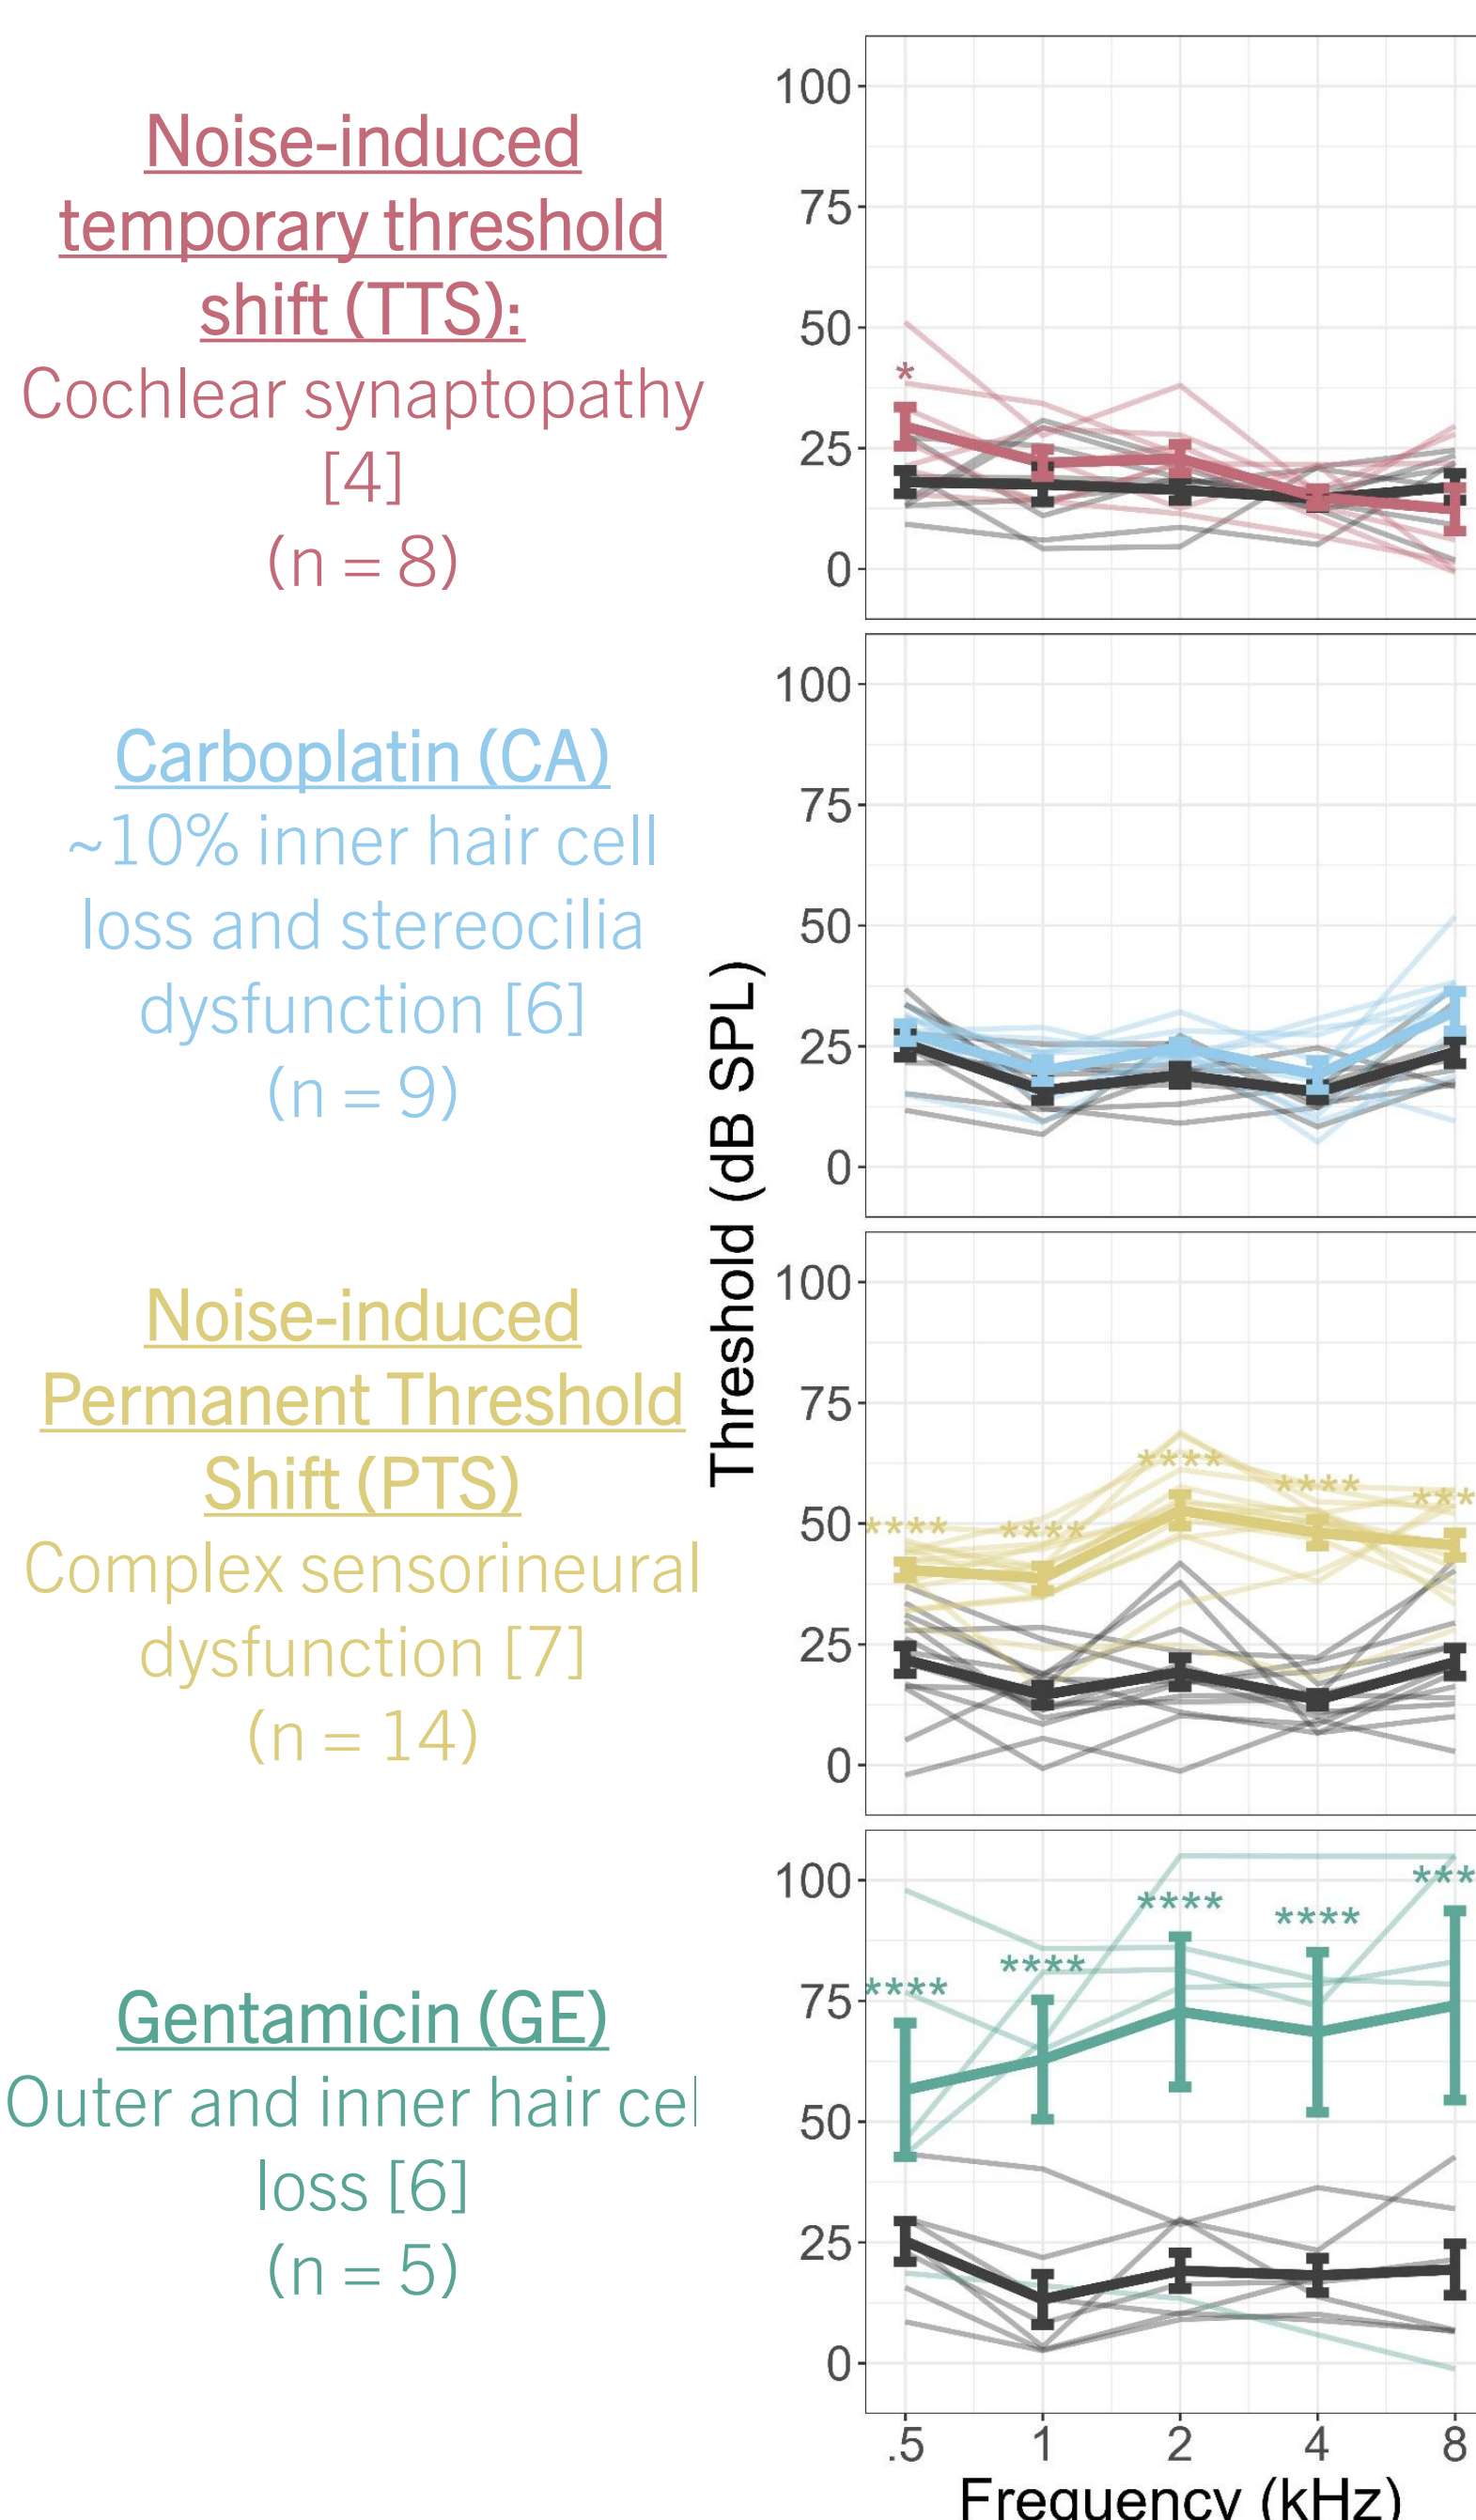 Noise-induced
temporary threshold
shift (TTS):
Cochlear synaptopathy
[4]
(n = 8)
Carboplatin (CA)
~10% inner hair cell
loss and stereocilia
dysfunction [6]
(n = 9)
Noise-induced
Permanent Threshold
Shift (PTS)
Complex sensorineural
dysfunction [7]
(n = 14)
Gentamicin (GE)
Outer and inner hair cel
loss [6]
(n = 5)
Threshold (dB SPL)
100
75
50
*
25
0
100
75
50
25
0
100
75
**** **** **** **** ***
50
25
0
100
**** **** **** **** ***
75
50
25
0
.5 1 2 4 8
Frequency (kHz)